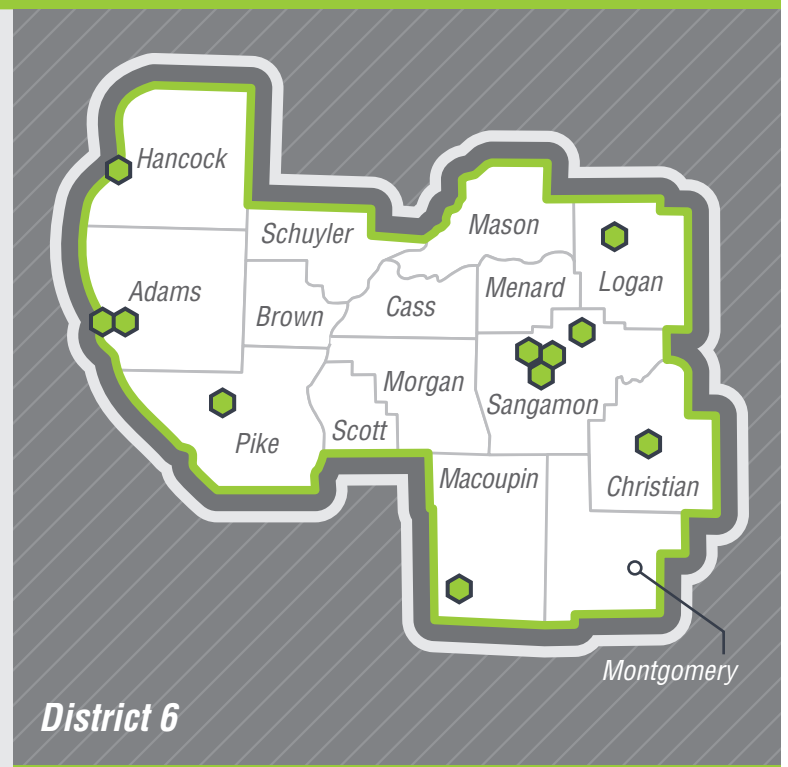 Hancock
Schuyler
Mason
Adams
Logan
Menard
Cass
Brown
Morgan
Sangamon
Scott
Pike
Macoupin
Christian
Montgomery
District 6